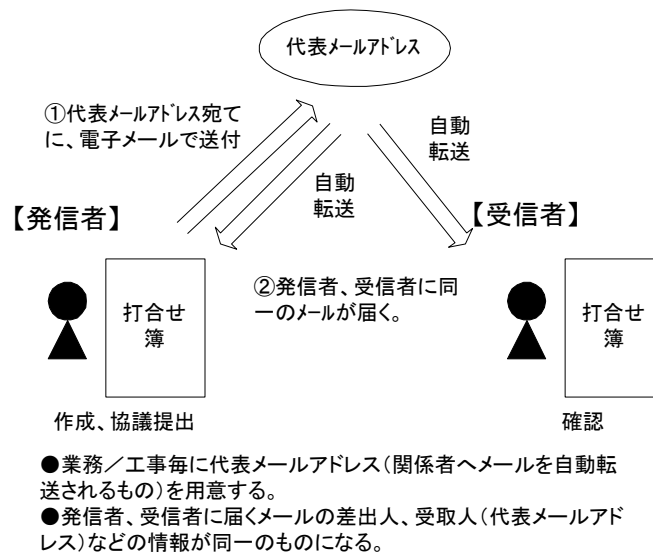 代表メールアドレス
①代表メールアドレス宛て
に、電子メールで送付
自動
転送
自動
転送
【発信者】
【受信者】
②発信者、受信者に同
一のメールが届く。
打合せ
簿
打合せ
簿
作成、協議提出
確認
●業務／工事毎に代表メールアドレス（関係者へメールを自動転
送されるもの）を用意する。
●発信者、受信者に届くメールの差出人、受取人（代表メールアド
レス）などの情報が同一のものになる。